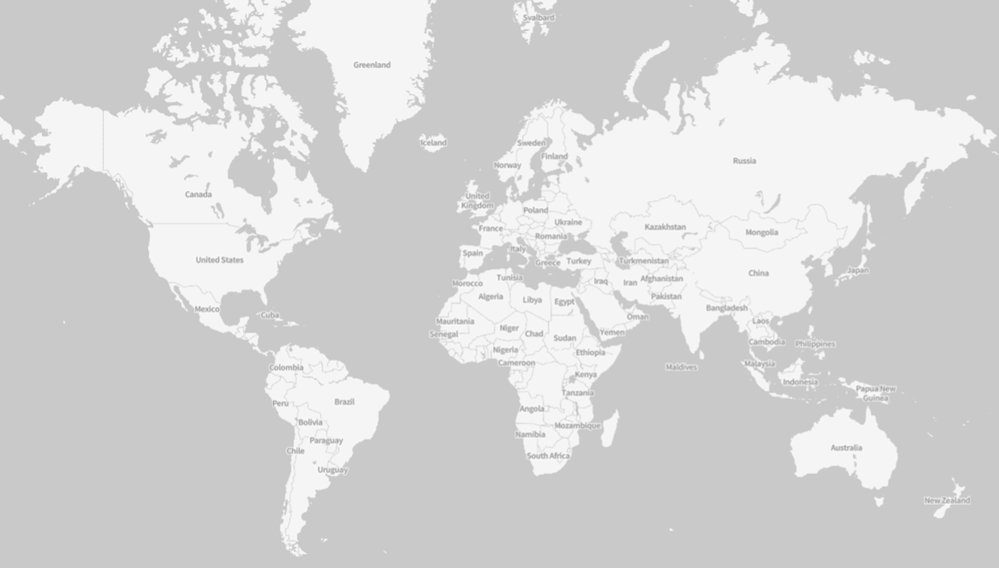 Svalbard
Greenland
Iceland
Sweden
Finland
Norway
Russia
Canada
United
Kingdom
Poland
Ukraine
France
Romania
Kazakhstan
Mongolia
United States
Spain
Italy
Greece
Turkey
Turkmenistan
China
Japan
Morocco
Tunisia
Iraq
Iran
Afghanistan
Algeria
Libya
Egypt
Pakistan
Mexico
Cuba
Bangladesh
Mauritania
Oman
Laos
Niger
Senegal
Chad
Sudan
Yemen
Cambodia
Philippines
Nigeria
Ethiopia
Cameroon
Colombia
Maldives
Malaysia
Kenya
Indonesia
Tanzania
Papua New
Guinea
Peru
Brazil
Angola
Bolivia
Mozambique
Namibia
Paraguay
Chile
South Africa
Australia
Uruguay
New Zealand